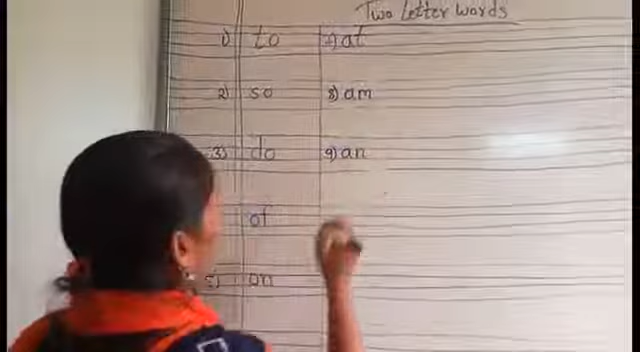 Two Letter Words
1) to
2) so
3) do
of
5) on
7) at
8) am
9) an